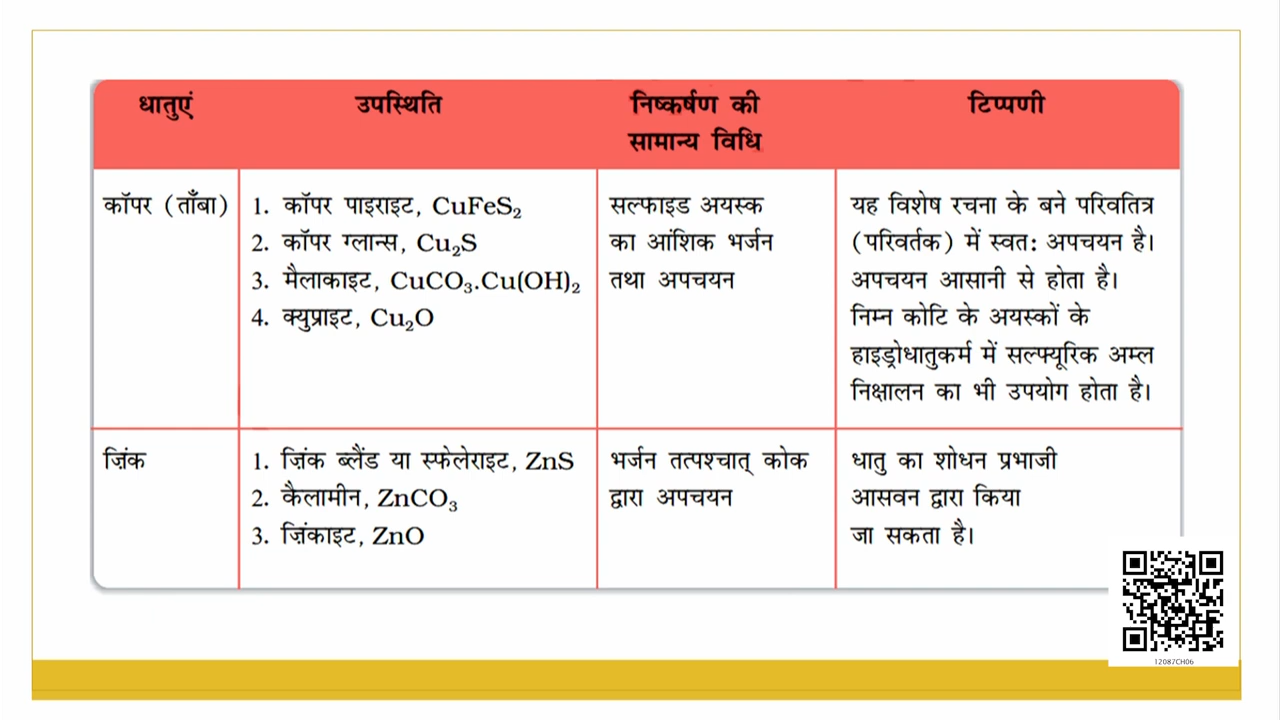 धातुएं
उपस्थिति
निष्कर्षण की
सामान्य विधि
टिप्पणी
कॉपर (ताँबा)
1. कॉपर पाइराइट, CuFeS₂
2. कॉपर ग्लान्स, Cu₂S
3. मैलाकाइट, CuCO₃.Cu(OH)₂
4. क्युप्राइट, Cu₂O
सल्फाइड अयस्क
का आंशिक भर्जन
तथा अपचयन
यह विशेष रचना के बने परिवतित्र
(परिवर्तक) में स्वत: अपचयन है।
अपचयन आसानी से होता है।
निम्न कोटि के अयस्कों के
हाइड्रोधातुकर्म में सल्फ्यूरिक अम्ल
निक्षालन का भी उपयोग होता है।
ज़िंक
1. ज़िंक ब्लैंड या स्फेलेराइट, ZnS
2. कैलामीन, ZnCO₃
3. ज़िंकाइट, ZnO
भर्जन तत्पश्चात् कोक
द्वारा अपचयन
धातु का शोधन प्रभाजी
आसवन द्वारा किया
जा सकता है।
12087CH06